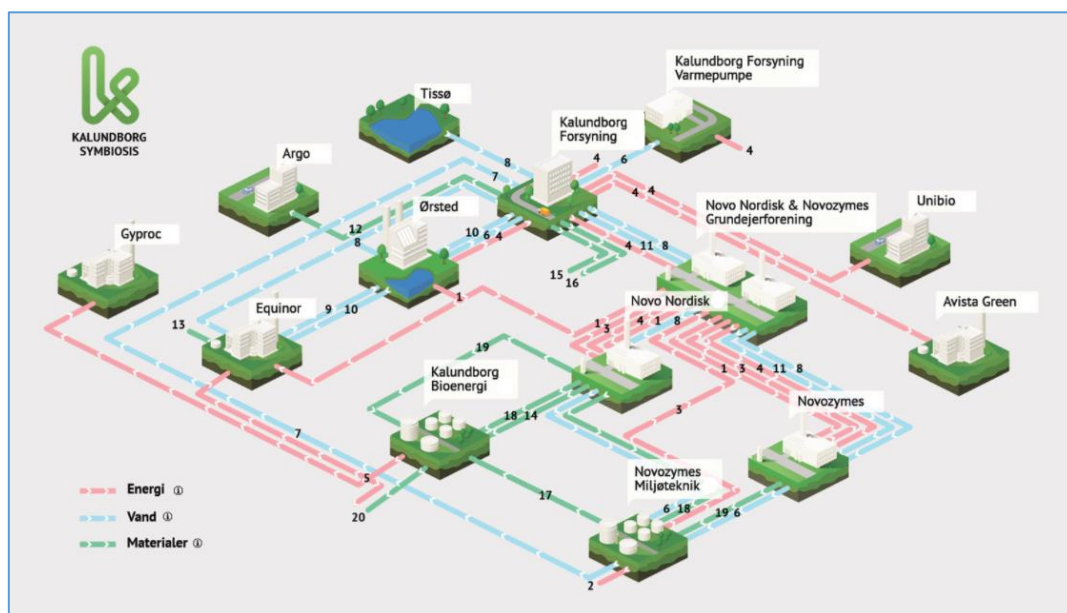 KALUNDBORG
SYMBIOSIS
Tissø
Kalundborg Forsyning
Varmepumpe
Kalundborg
Forsyning
Argo
Ørsted
Novo Nordisk & Novozymes
Grundejerforening
Unibio
Gyproc
Equinor
Novo Nordisk
Avista Green
Kalundborg
Bioenergi
Novozymes
Novozymes
Miljøteknik
4
6
4
8
7
4
4
12
8
10
6
4
4
11
8
15
16
9
10
1
13
1
3
4
1
8
19
1
3
4
11
8
18
14
3
7
5
20
17
6
18
19
6
2
Energi
Vand
Materialer